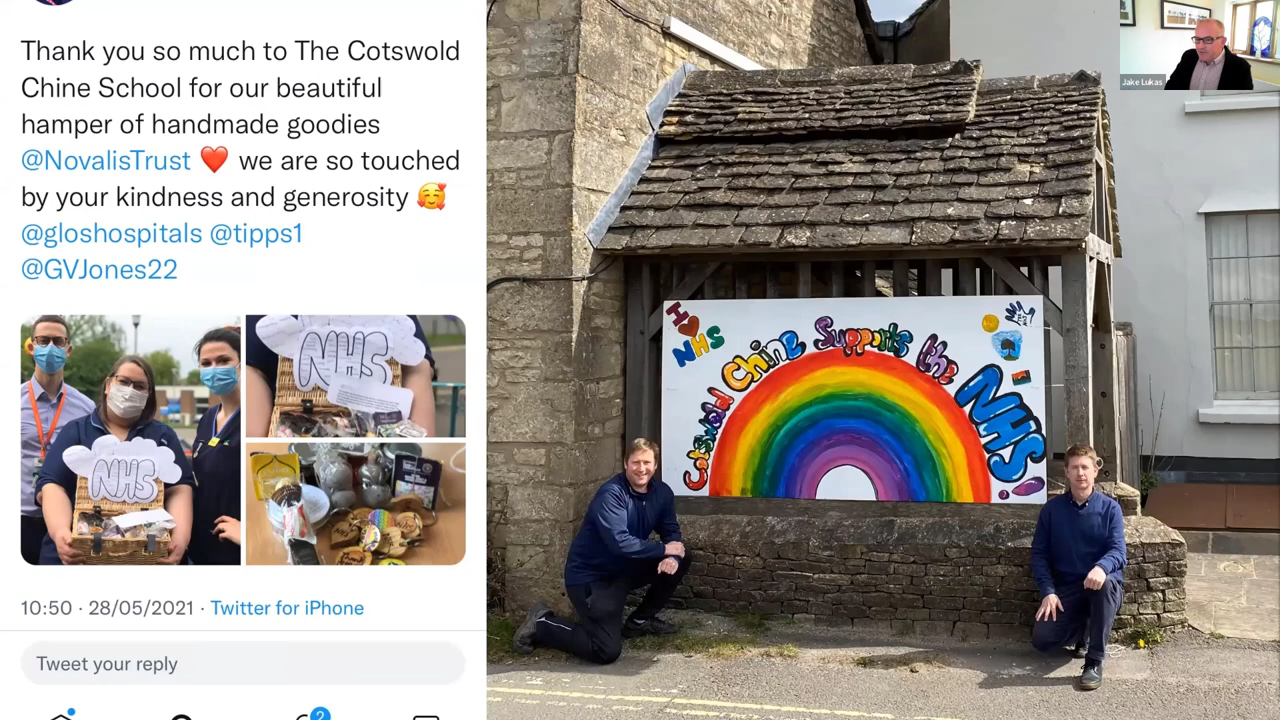 Thank you so much to The Cotswold
Chine School for our beautiful
hamper of handmade goodies
@NovalisTrust ❤️ we are so touched
by your kindness and generosity 🥰
@gloshospitals @tipps1
@GVJones22
NHS
NHS
10:50 · 28/05/2021 · Twitter for iPhone
Tweet your reply
2
I ❤ NHS
Cotswold Chine Supports the NHS
Jake Lukas